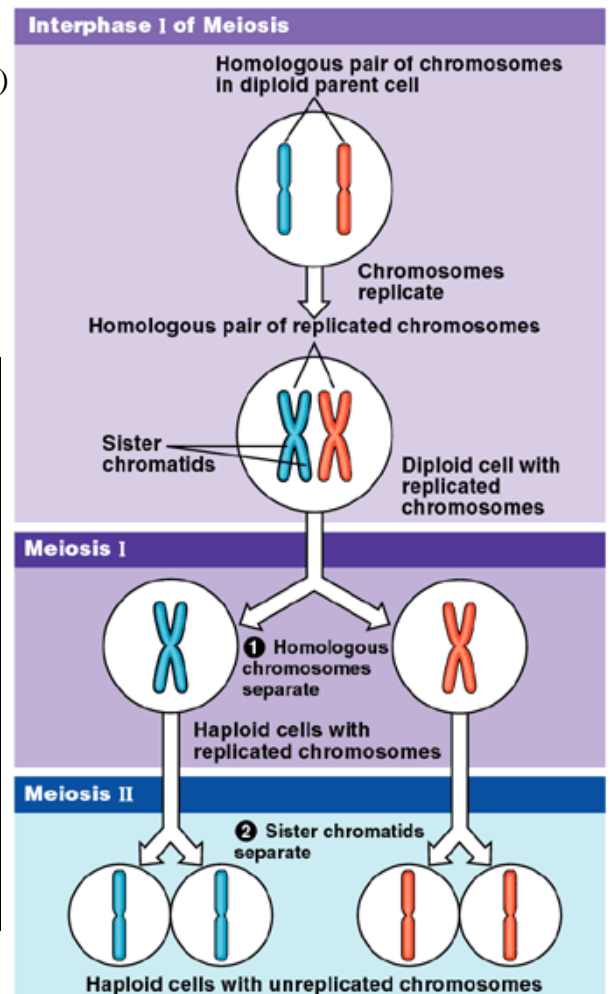 Interphase I of Meiosis
Homologous pair of chromosomes
in diploid parent cell
)
Chromosomes
replicate
Homologous pair of replicated chromosomes
Sister
chromatids
Diploid cell with
replicated
chromosomes
Meiosis I
1 Homologous
chromosomes
separate
Haploid cells with
replicated chromosomes
Meiosis II
2 Sister chromatids
separate
Haploid cells with unreplicated chromosomes